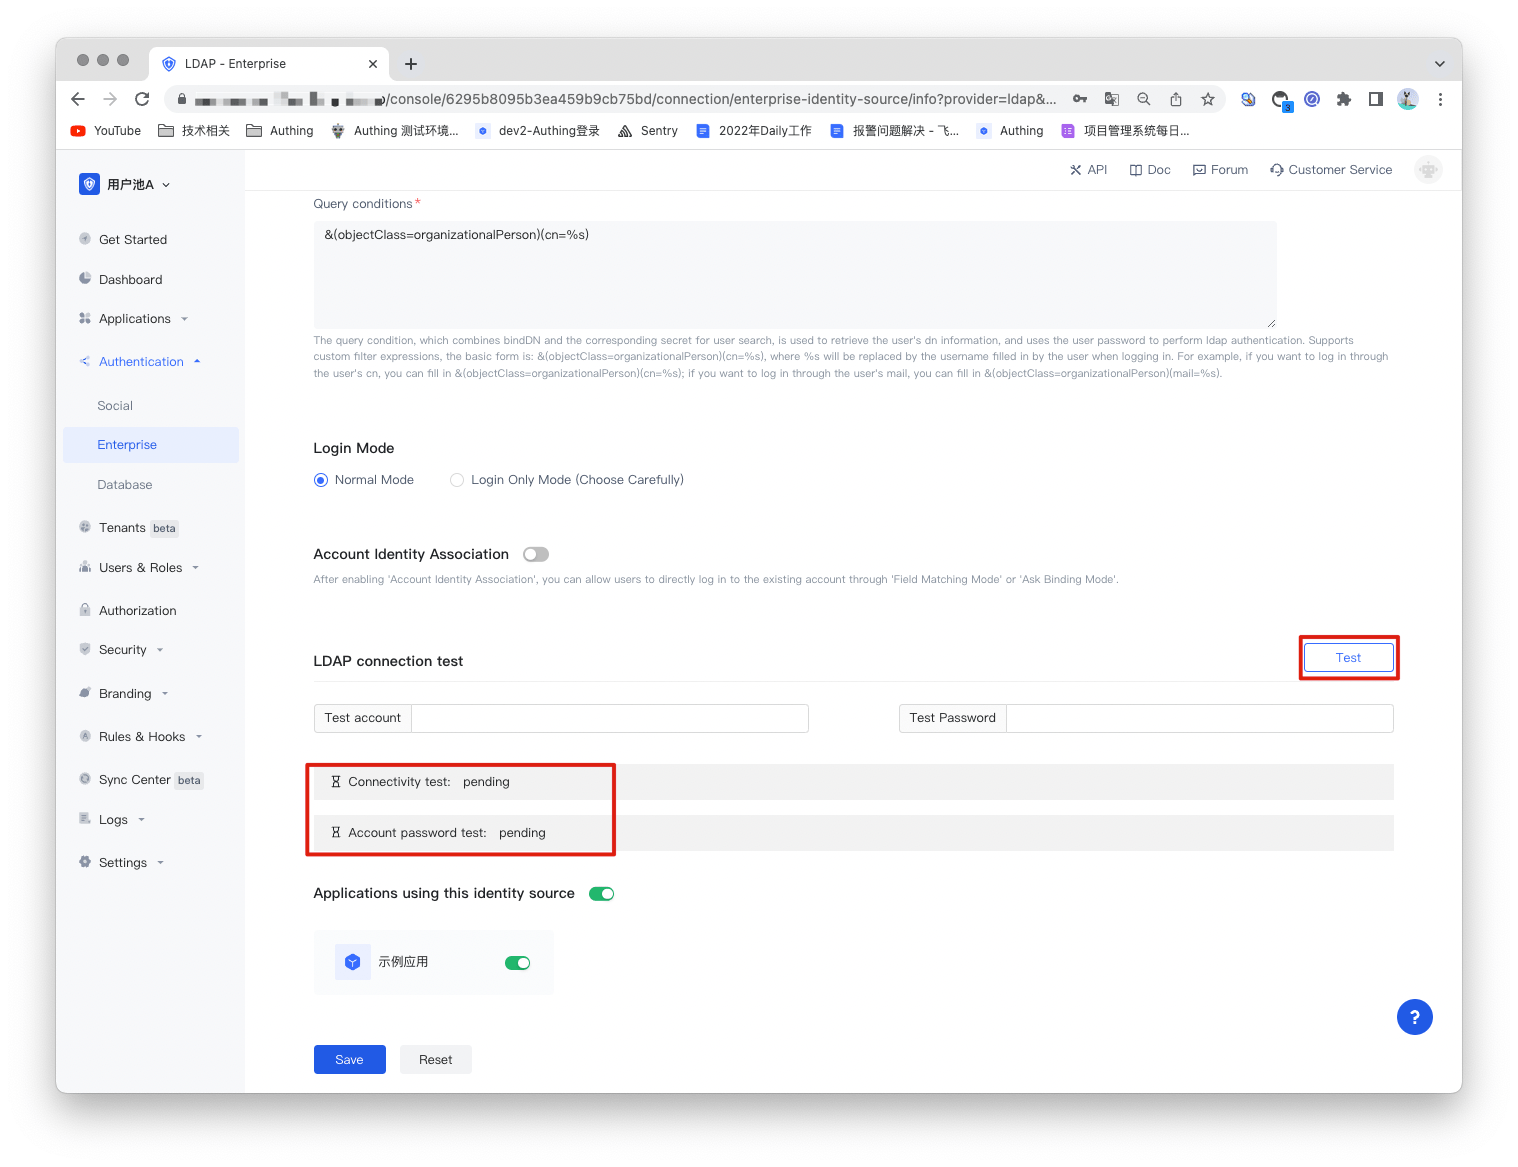 LDAP - Enterprise
/console/6295b8095b3ea459b9cb75bd/connection/enterprise-identity-source/info?provider=ldap&...
3
YouTube 技术相关 Authing Authing 测试环境... dev2-Authing登录 Sentry 2022年Daily工作 报警问题解决 - 飞... Authing 项目管理系统每日...
用户池A
API Doc Forum Customer Service
Get Started
Dashboard
Applications
Authentication
Social
Enterprise
Database
Tenants beta
Users & Roles
Authorization
Security
Branding
Rules & Hooks
Sync Center beta
Logs
Settings
Query conditions*
&(objectClass=organizationalPerson)(cn=%s)
The query condition, which combines bindDN and the corresponding secret for user search, is used to retrieve the user's dn information, and uses the user password to perform ldap authentication. Supports
custom filter expressions, the basic form is: &(objectClass=organizationalPerson)(cn=%s), where %s will be replaced by the username filled in by the user when logging in. For example, if you want to log in through
the user's cn, you can fill in &(objectClass=organizationalPerson)(cn=%s); if you want to log in through the user's mail, you can fill in &(objectClass=organizationalPerson)(mail=%s).
Login Mode
Normal Mode Login Only Mode (Choose Carefully)
Account Identity Association
After enabling 'Account Identity Association', you can allow users to directly log in to the existing account through 'Field Matching Mode' or 'Ask Binding Mode'.
LDAP connection test Test
Test account Test Password
Connectivity test: pending
Account password test: pending
Applications using this identity source
示例应用
?
Save Reset